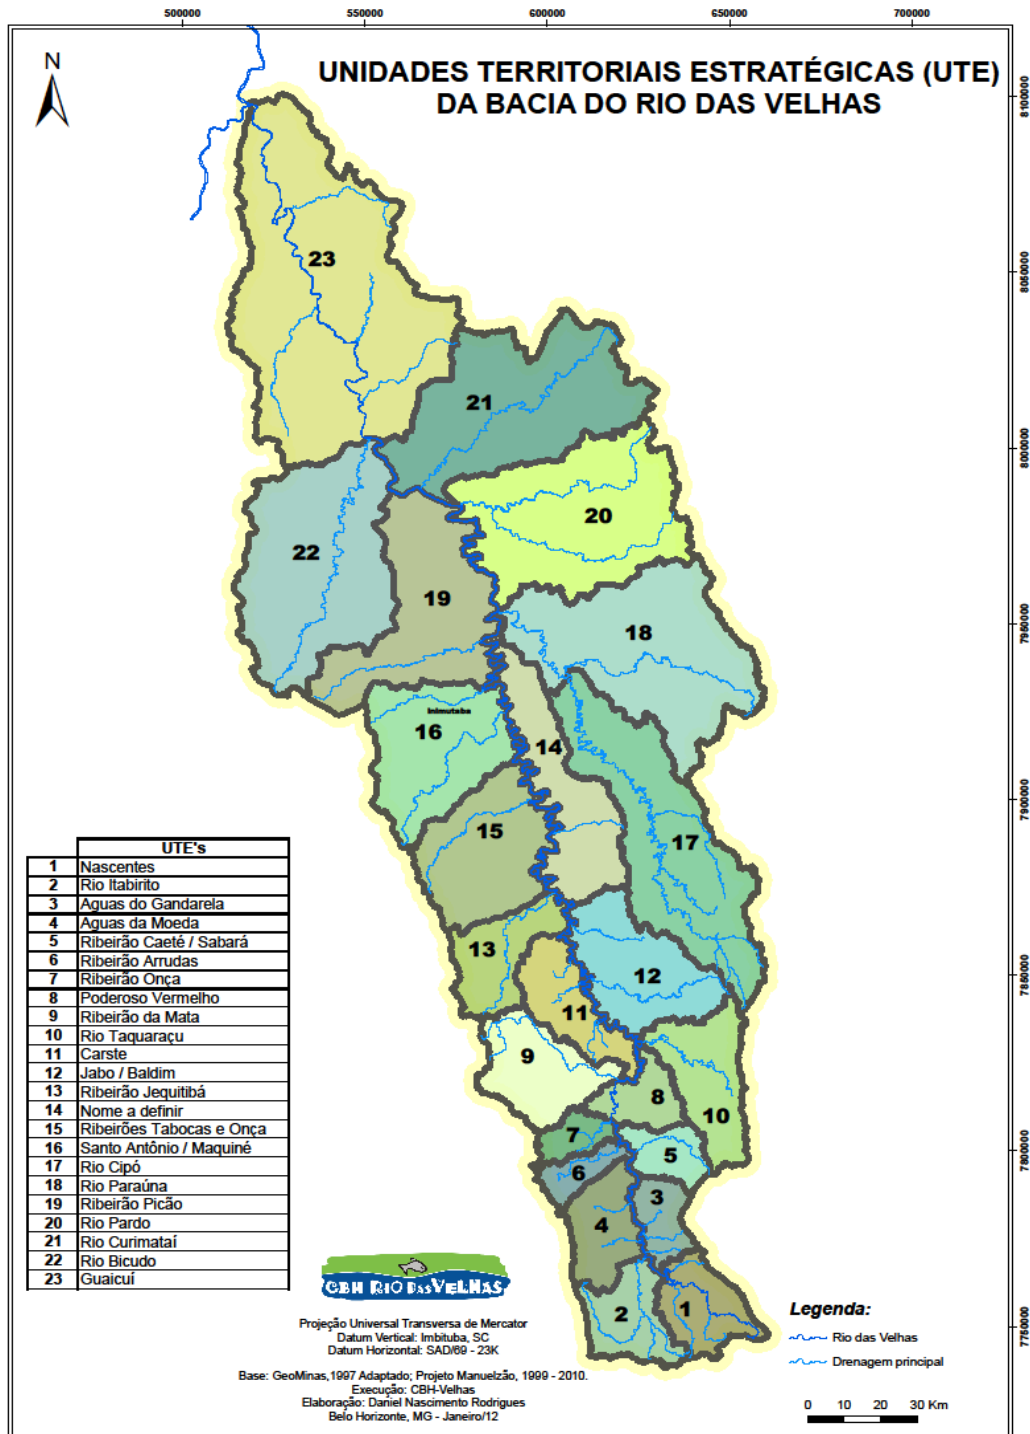 500000 550000 600000 650000 700000
N
UNIDADES TERRITORIAIS ESTRATÉGICAS (UTE)
DA BACIA DO RIO DAS VELHAS
8100000
23
8050000
21
8000000
20
22
19
7950000
18
Inimutaba
16
14
7900000
15
17
13
12
7850000
11
9
8
10
7
5
7800000
6
3
4
1
2
7750000
UTE's
1 Nascentes
2 Rio Itabirito
3 Aguas do Gandarela
4 Aguas da Moeda
5 Ribeirão Caeté / Sabará
6 Ribeirão Arrudas
7 Ribeirão Onça
8 Poderoso Vermelho
9 Ribeirão da Mata
10 Rio Taquaraçu
11 Carste
12 Jabo / Baldim
13 Ribeirão Jequitibá
14 Nome a definir
15 Ribeirões Tabocas e Onça
16 Santo Antônio / Maquiné
17 Rio Cipó
18 Rio Paraúna
19 Ribeirão Picão
20 Rio Pardo
21 Rio Curimataí
22 Rio Bicudo
23 Guaicuí
CBH RIO DAS VELHAS
Projeção Universal Transversa de Mercator
Datum Vertical: Imbituba, SC
Datum Horizontal: SAD/69 - 23K
Base: GeoMinas,1997 Adaptado; Projeto Manuelzão, 1999 - 2010.
Execução: CBH-Velhas
Elaboração: Daniel Nascimento Rodrigues
Belo Horizonte, MG - Janeiro/12
Legenda:
Rio das Velhas
Drenagem principal
0 10 20 30 Km